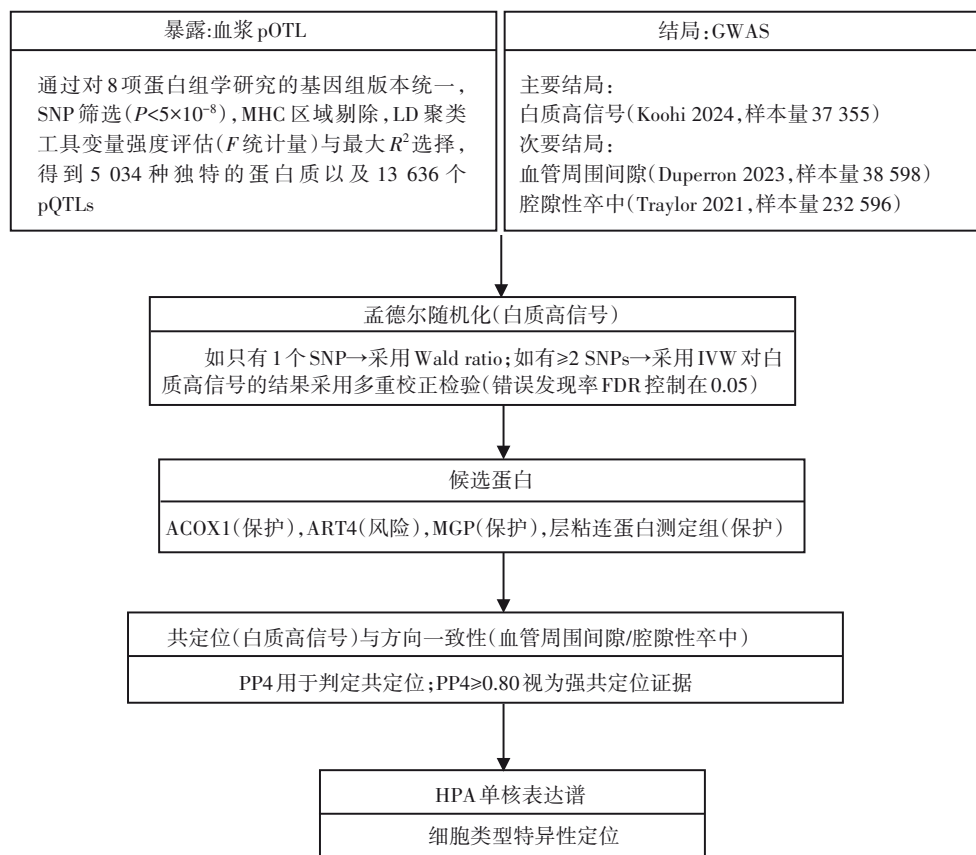 暴露:血浆pOTL
通过对8项蛋白组学研究的基因组版本统一,
SNP筛选(P<5×10⁻⁸),MHC区域剔除,LD聚类
工具变量强度评估(F统计量)与最大R²选择,
得到5 034种独特的蛋白质以及13 636个
pQTLs
结局:GWAS
主要结局:
白质高信号(Koohi 2024,样本量37 355)
次要结局:
血管周围间隙(Duperron 2023,样本量38 598)
腔隙性卒中(Traylor 2021,样本量232 596)
孟德尔随机化(白质高信号)
如只有1个SNP→采用Wald ratio;如有≥2 SNPs→采用IVW对白
质高信号的结果采用多重校正检验(错误发现率FDR控制在0.05)
候选蛋白
ACOX1(保护),ART4(风险),MGP(保护),层粘连蛋白测定组(保护)
共定位(白质高信号)与方向一致性(血管周围间隙/腔隙性卒中)
PP4用于判定共定位;PP4≥0.80视为强共定位证据
HPA单核表达谱
细胞类型特异性定位